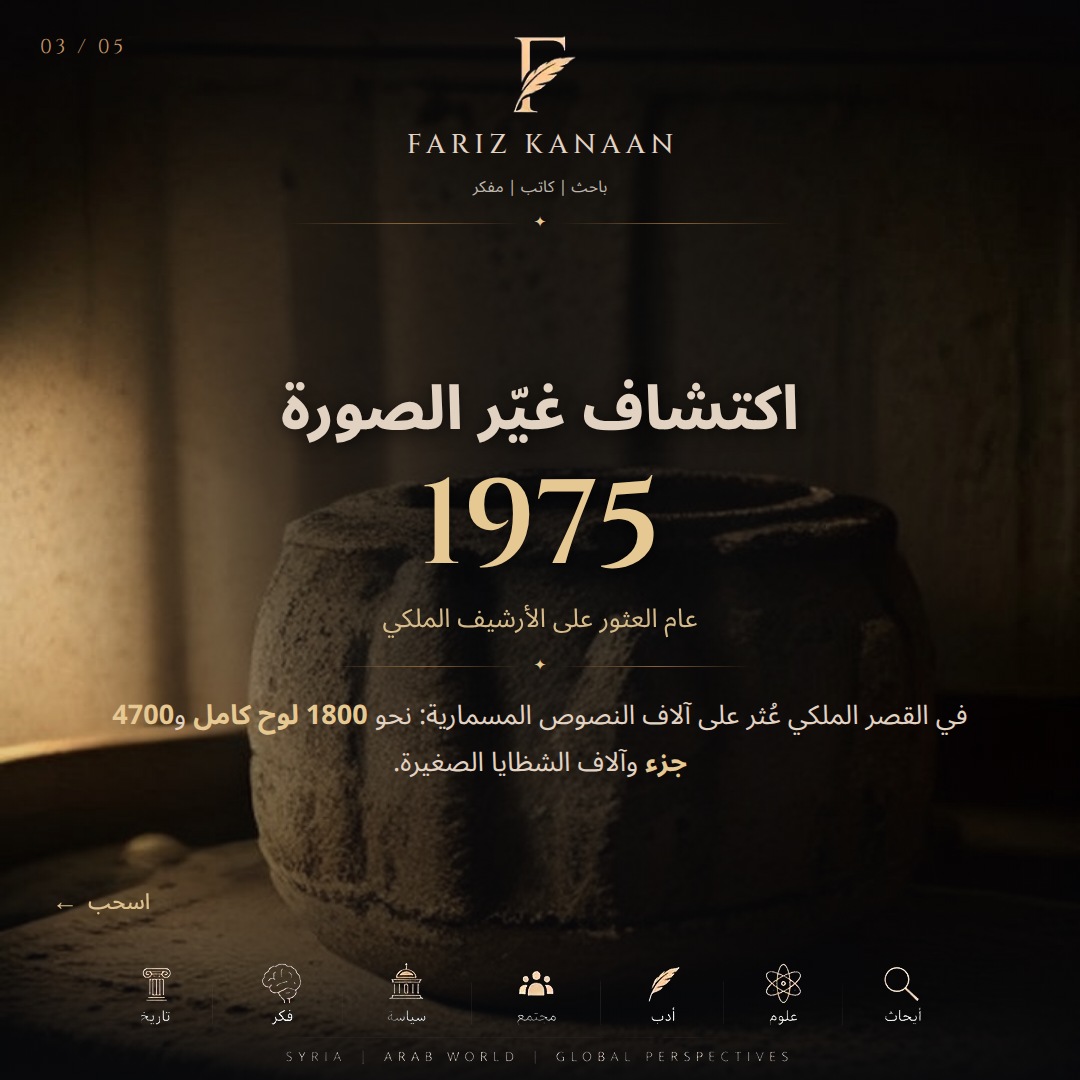 03 / 05
FARIZ KANAAN
باحث | كاتب | مفكر
اكتشاف غيّر الصورة
1975
عام العثور على الأرشيف الملكي
في القصر الملكي عُثر على آلاف النصوص المسمارية: نحو 1800 لوح كامل و4700
جزء وآلاف الشظايا الصغيرة.
اسحب ←
أبحاث
علوم
أدب
مجتمع
سياسة
فكر
تاريخ
SYRIA | ARAB WORLD | GLOBAL PERSPECTIVES